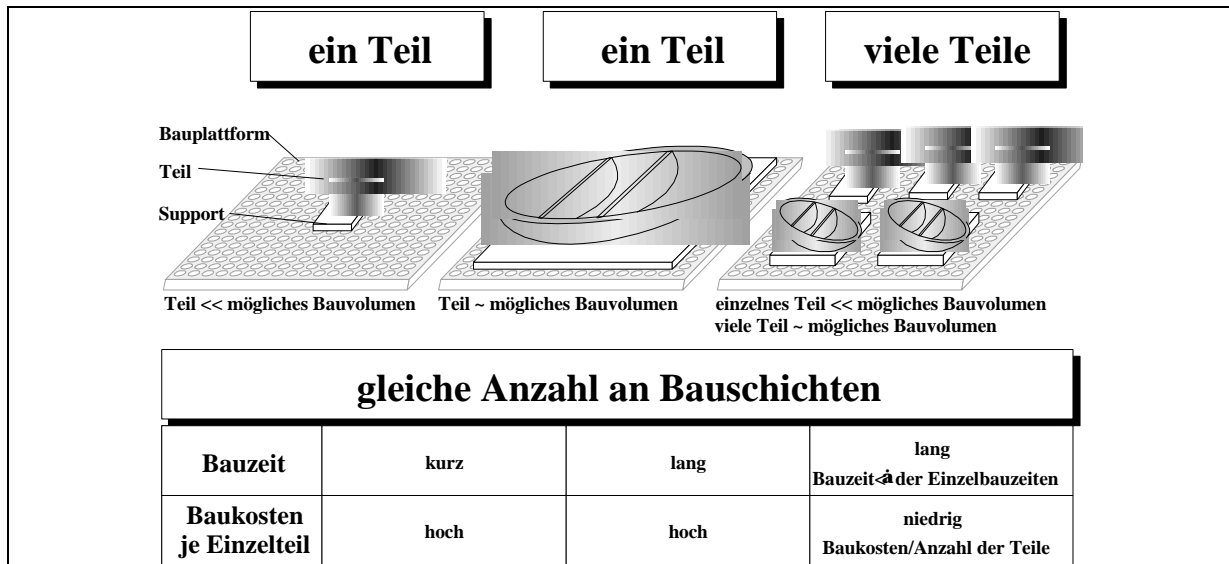 ein Teil
ein Teil
viele Teile
Bauplattform
Teil
Support
Teil << mögliches Bauvolumen
Teil ~ mögliches Bauvolumen
einzelnes Teil << mögliches Bauvolumen
viele Teil ~ mögliches Bauvolumen
gleiche Anzahl an Bauschichten
Bauzeit
kurz
lang
lang
Bauzeit< der Einzelbauzeiten
Baukosten
je Einzelteil
hoch
hoch
niedrig
Baukosten/Anzahl der Teile